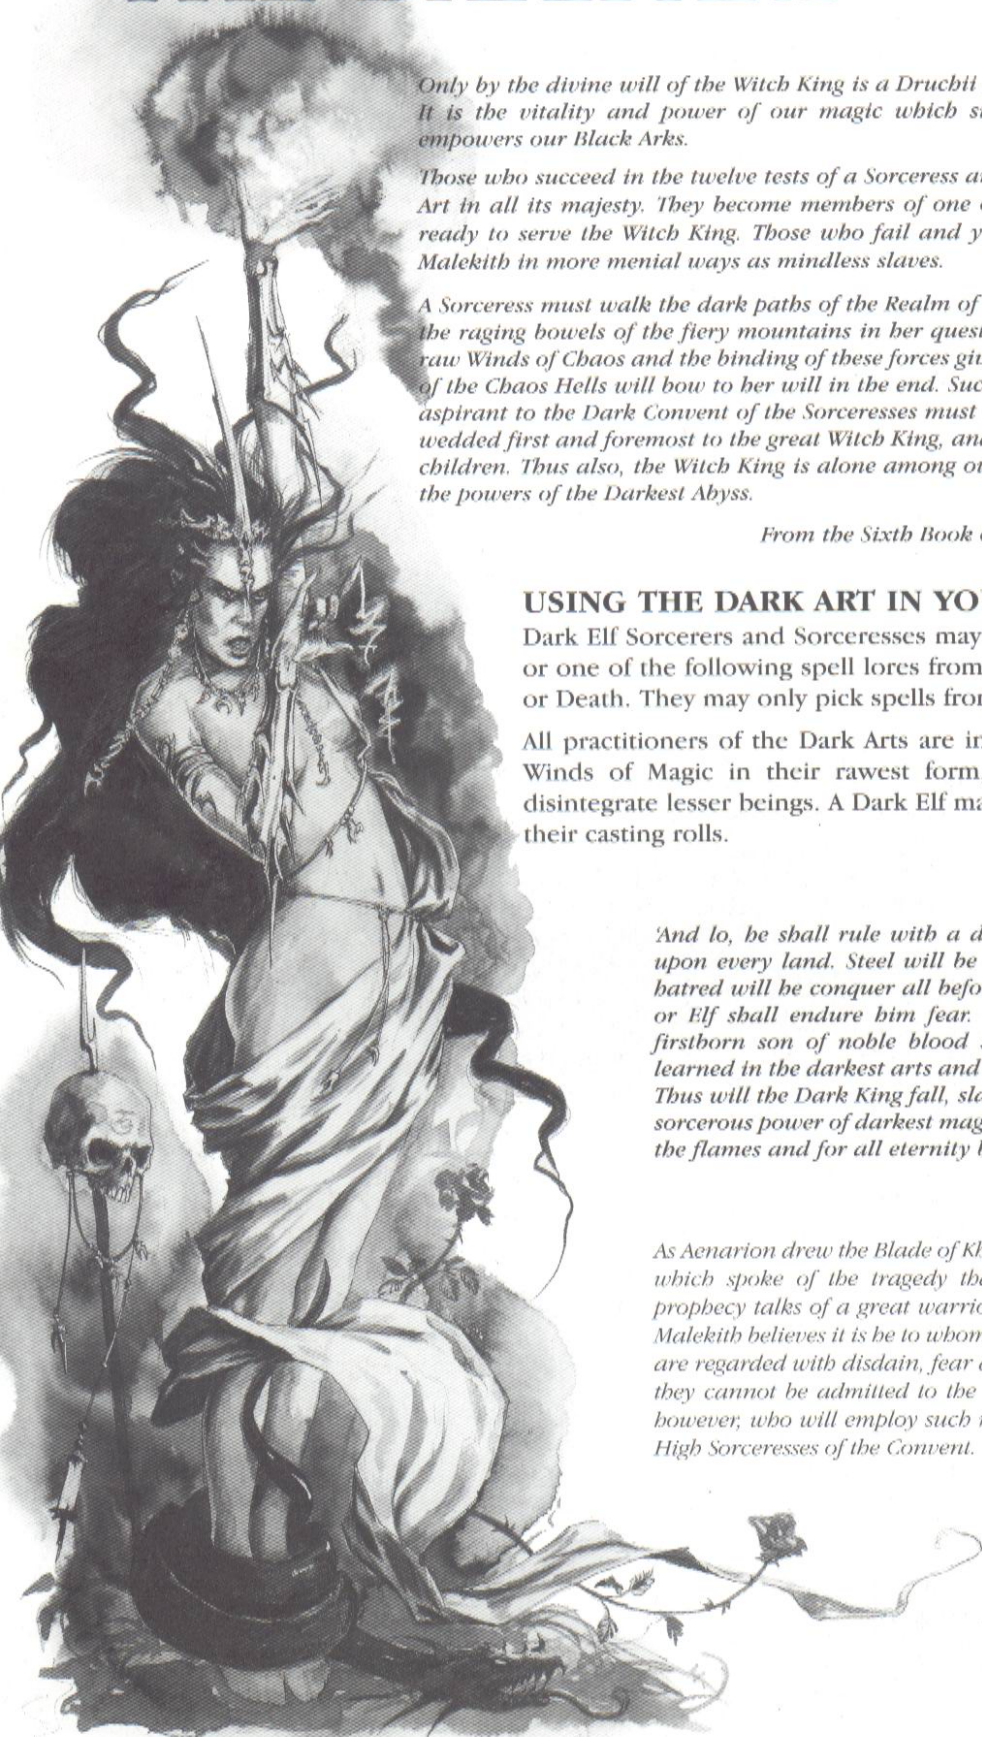 Only by the divine will of the Witch King is a Druchii
It is the vitality and power of our magic which
empowers our Black Arks.
Those who succeed in the twelve tests of a Sorceress
Art in all its majesty. They become members of one
ready to serve the Witch King. Those who fail and
Malekith in more menial ways as mindless slaves.
A Sorceress must walk the dark paths of the Realm of
the raging bowels of the fiery mountains in her
raw Winds of Chaos and the binding of these forces
of the Chaos Hells will bow to her will in the end.
aspirant to the Dark Convent of the Sorceresses must
wedded first and foremost to the great Witch King,
children. Thus also, the Witch King is alone among
the powers of the Darkest Abyss.
From the Sixth Book
USING THE DARK ART IN
Dark Elf Sorcerers and Sorceresses may
or one of the following spell lores from
or Death. They may only pick spells
All practitioners of the Dark Arts are
Winds of Magic in their rawest form
disintegrate lesser beings. A Dark Elf
their casting rolls.
'And lo, he shall rule with a
upon every land. Steel will be
hatred will he conquer all
or Elf shall endure him fear.
firstborn son of noble blood
learned in the darkest arts and
Thus will the Dark King fall,
sorcerous power of darkest
the flames and for all eternity
As Aenarion drew the Blade of
which spoke of the tragedy
prophecy talks of a great
Malekith believes it is he to
are regarded with disdain, fear
they cannot be admitted to the
however, who will employ such
High Sorceresses of the Convent.